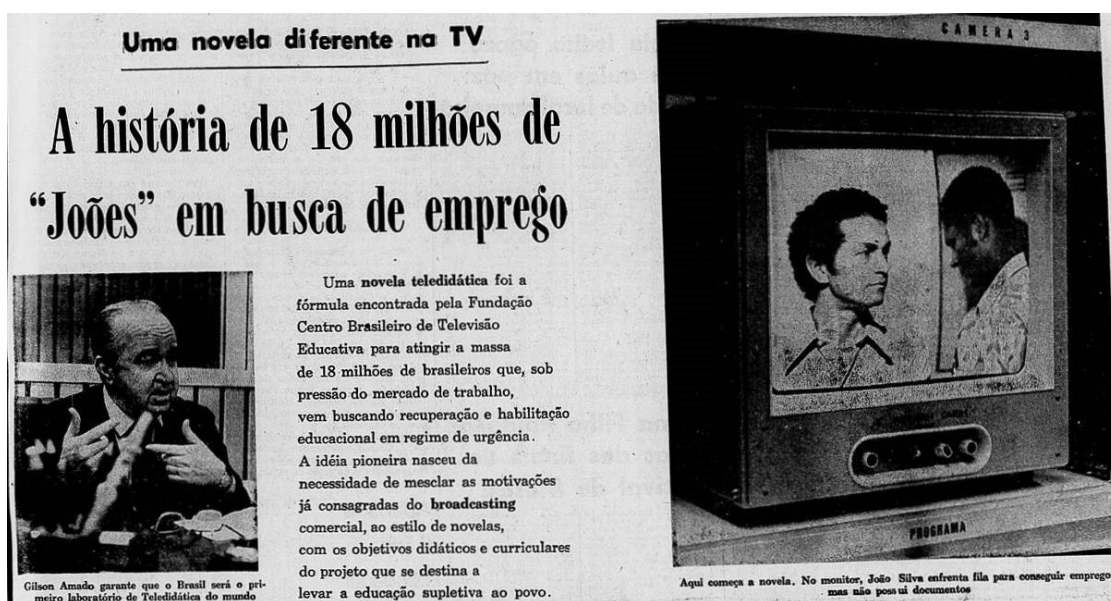 Uma novela diferente na TV
A história de 18 milhões de
“Joões” em busca de emprego
Uma novela teledidática foi a
fórmula encontrada pela Fundação
Centro Brasileiro de Televisão
Educativa para atingir a massa
de 18 milhões de brasileiros que, sob
pressão do mercado de trabalho,
vem buscando recuperação e habilitação
educacional em regime de urgência.
A idéia pioneira nasceu da
necessidade de mesclar as motivações
já consagradas do broadcasting
comercial, ao estilo de novelas,
com os objetivos didáticos e curriculares
do projeto que se destina a
levar a educação supletiva ao povo.
Gilson Amado garante que o Brasil será o pri-
meiro laboratório de Teledidática do mundo
CAMERA 3
PROGRAMA
Aqui começa a novela. No monitor, João Silva enfrenta fila para conseguir emprego
mas não possui documentos